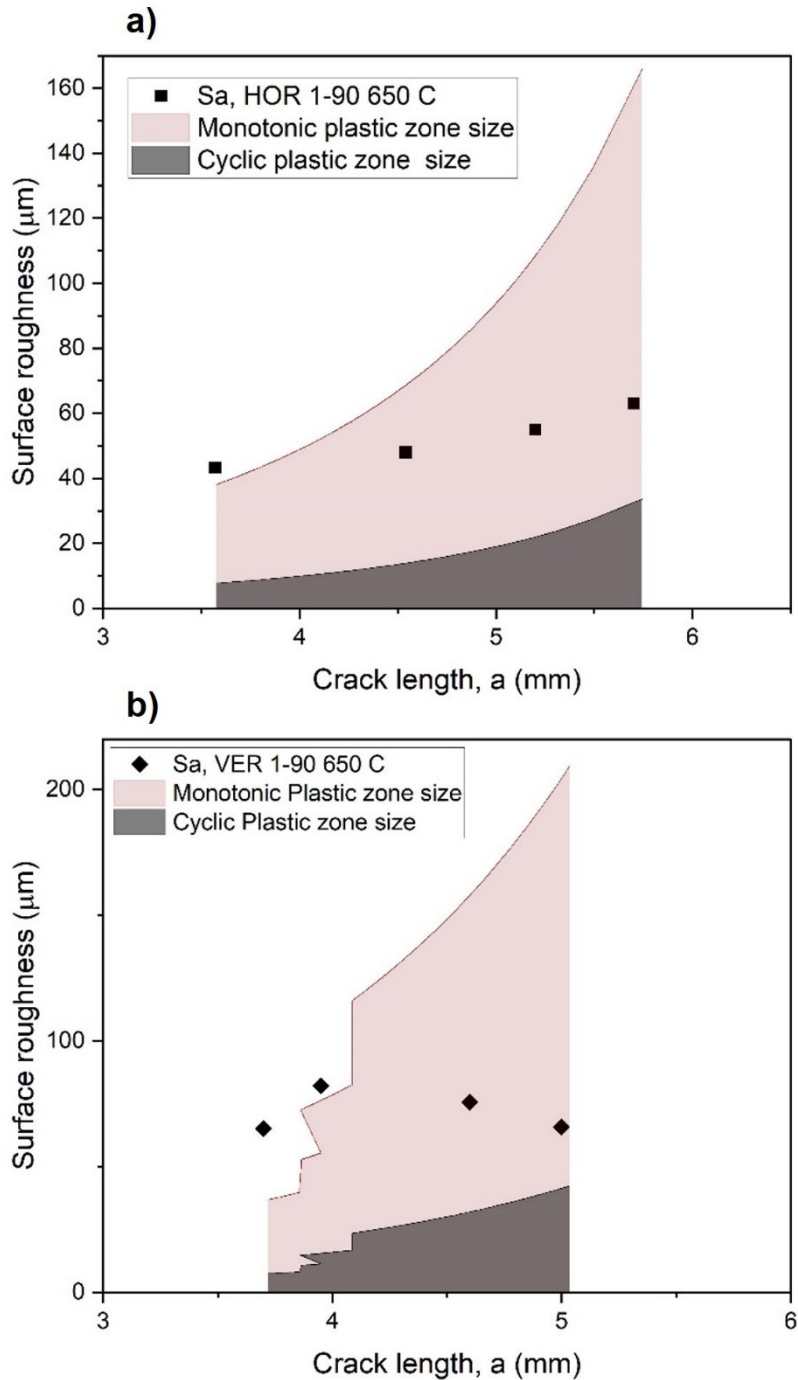 a)
Sa, HOR 1-90 650 C
Monotonic plastic zone size
Cyclic plastic zone size
160
140
120
100
80
60
40
20
0
Surface roughness (μm)
3 4 5 6
Crack length, a (mm)
b)
Sa, VER 1-90 650 C
Monotonic Plastic zone size
Cyclic Plastic zone size
200
100
0
Surface roughness (μm)
3 4 5 6
Crack length, a (mm)